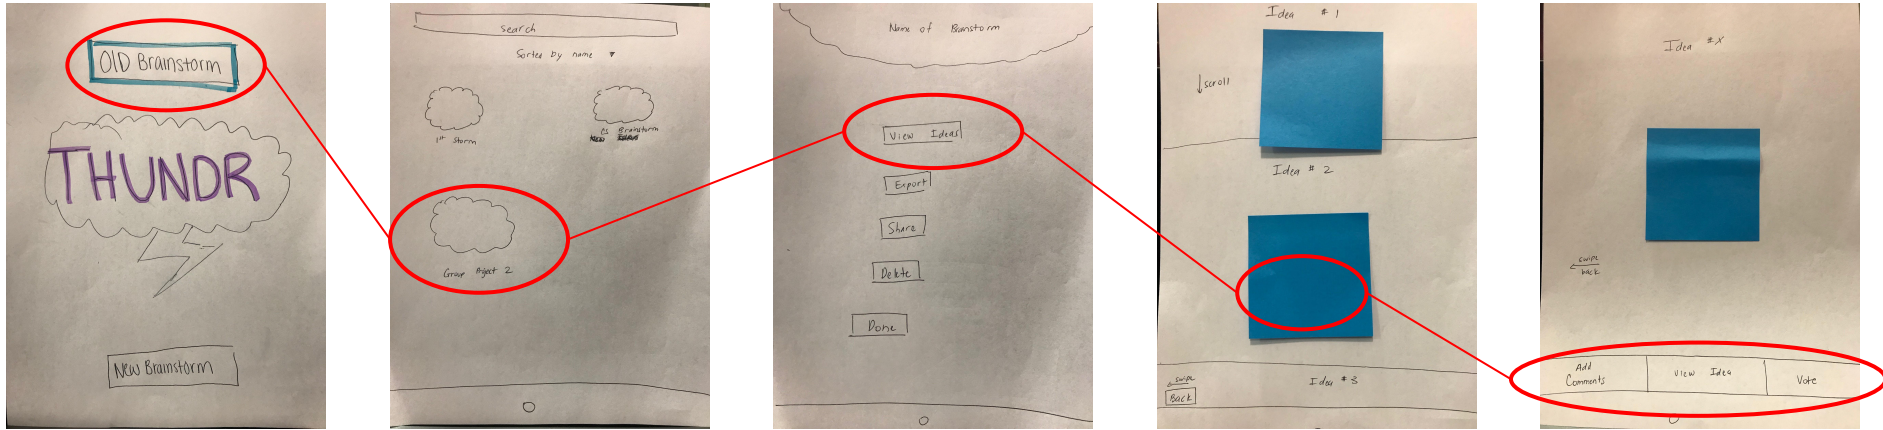 OlD Brainstorm
THUNDR
New Brainstorm
Search
Sorted by name ▼
1st Storm
CS Brainstorm
Group Project 2
Name of Brainstorm
View Ideas
Export
Share
Delete
Done
Idea # 1
↓ scroll
Idea # 2
swipe
Back
Idea # 3
Idea # X
swipe
back
Add
Comments
View Idea
Vote